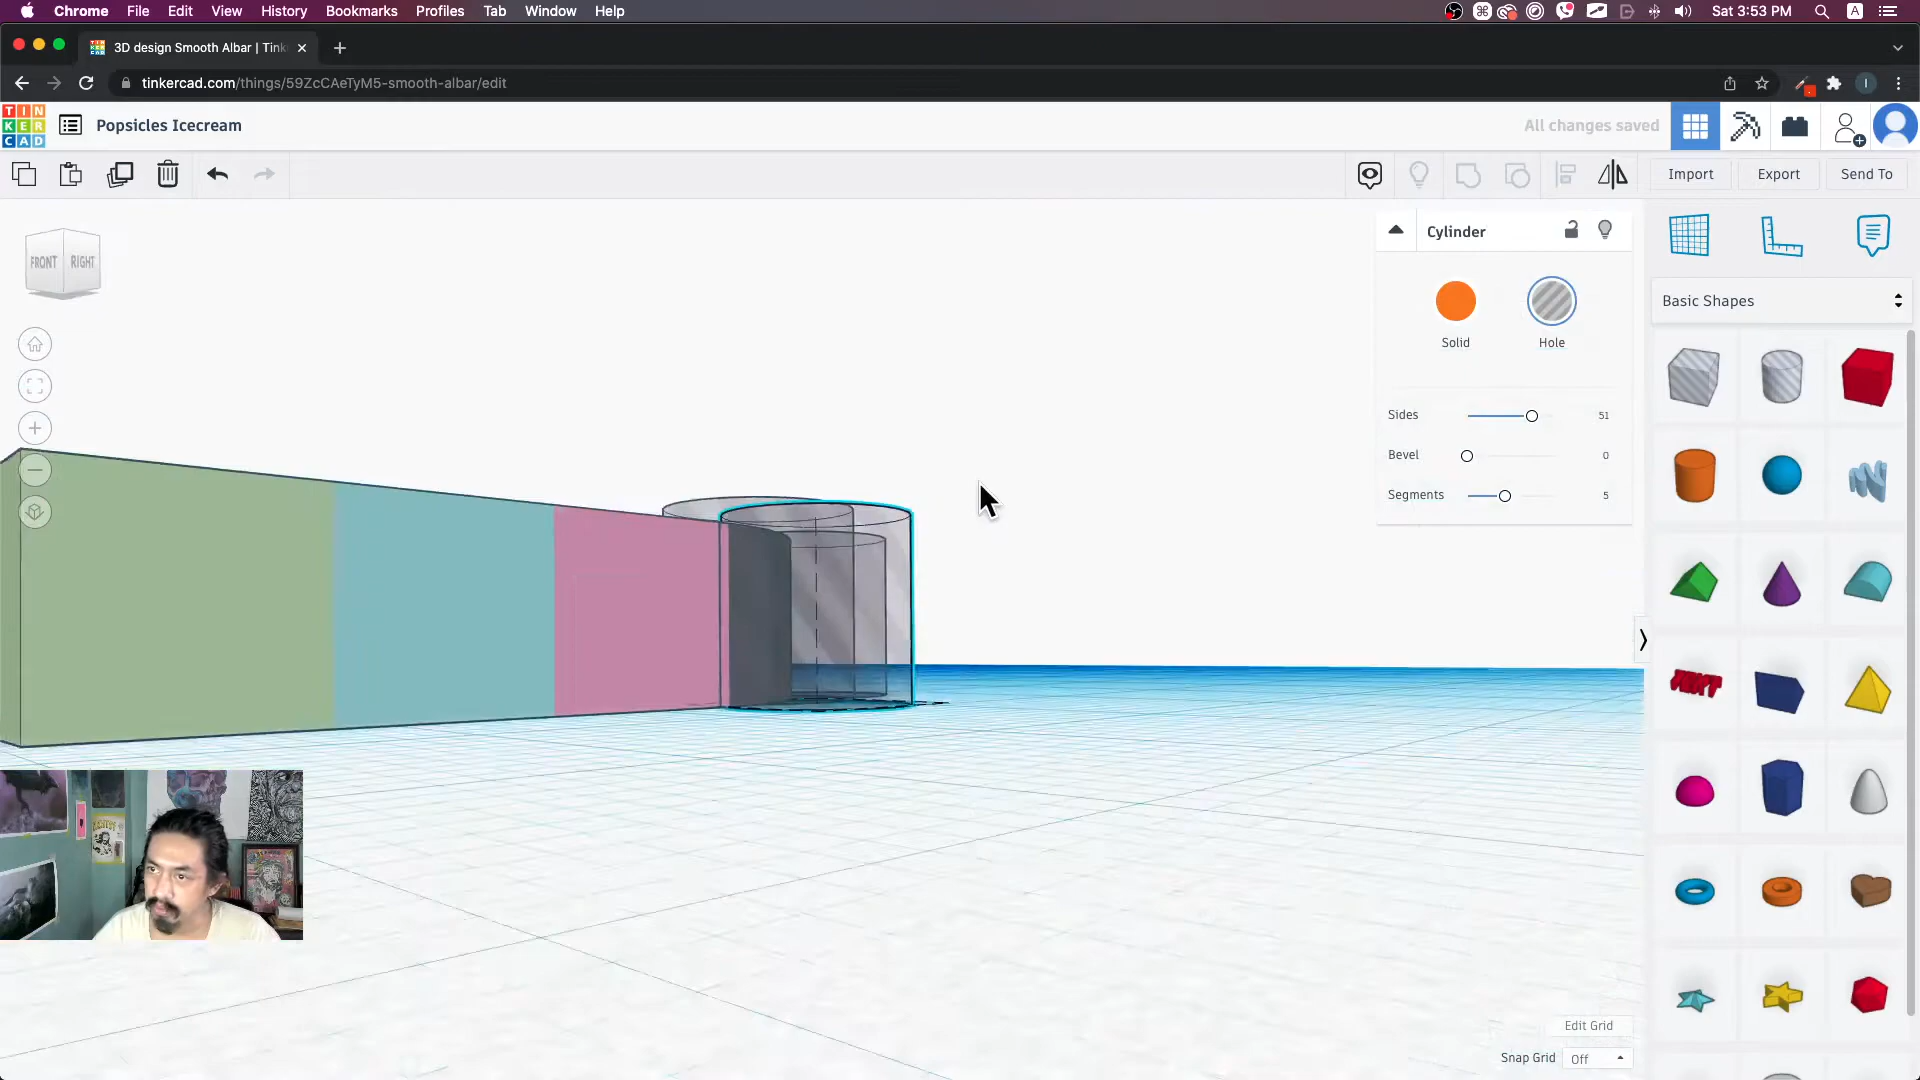 Chrome File Edit View History Bookmarks Profiles Tab Window Help A Sat 3:53 PM
3D design Smooth Albar | Tink
tinkercad.com/things/59ZcCAeTyM5-smooth-albar/edit I
TIN
KER
CAD
Popsicles Icecream
All changes saved
Import
Export
Send To
FRONT
RIGHT
Cylinder
Solid
Hole
Sides 51
Bevel 0
Segments 5
Basic Shapes
TEXT
Edit Grid
Snap Grid Off